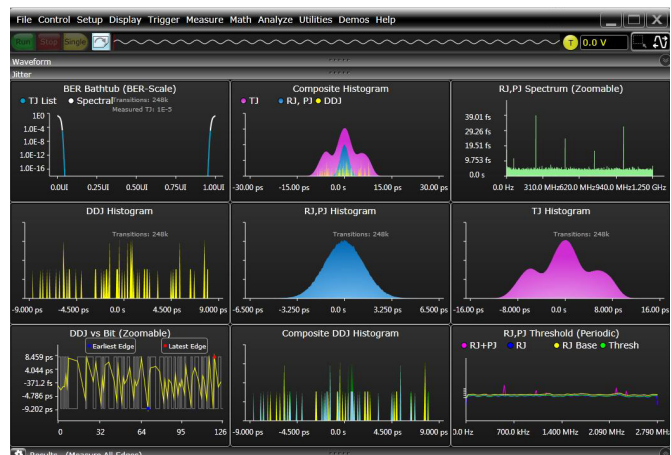 File Control Setup Display Trigger Measure Math Analyze Utilities Demos Help
Run Stop Single T 0.0 V
Waveform
Jitter
BER Bathtub (BER-Scale)
TJ List Spectral Transitions: 248k
Measured TJ: 1E-5
1E0
1.0E-4
1.0E-8
1.0E-12
1.0E-16
0.0UI 0.25UI 0.50UI 0.75UI 1.00UI
Composite Histogram
TJ RJ, PJ DDJ
-30.00 ps -15.00 ps 0.0 s 15.00 ps 30.00 ps
RJ,PJ Spectrum (Zoomable)
39.01 fs
29.26 fs
19.51 fs
9.753 fs
0.0 s
0.0 Hz 310.0 MHz 620.0 MHz 940.0 MHz 1.250 GHz
DDJ Histogram
Transitions: 248k
-9.000 ps -4.500 ps 0.0 s 4.500 ps 9.000 ps
RJ,PJ Histogram
Transitions: 248k
-6.500 ps -3.250 ps 0.0 s 3.250 ps 6.500 ps
TJ Histogram
Transitions: 248k
-16.00 ps -8.000 ps 0.0 s 8.000 ps 16.00 ps
DDJ vs Bit (Zoomable)
Earliest Edge Latest Edge
8.459 ps
4.044 ps
-371.2 fs
-4.786 ps
-9.202 ps
0 32 64 95 126
Composite DDJ Histogram
-9.000 ps -4.500 ps 0.0 s 4.500 ps 9.000 ps
RJ,PJ Threshold (Periodic)
RJ+PJ RJ RJ Base Thresh
0.0 Hz 700.0 kHz 1.400 MHz 2.090 MHz 2.790 MHz
Results (Measure All Edges)